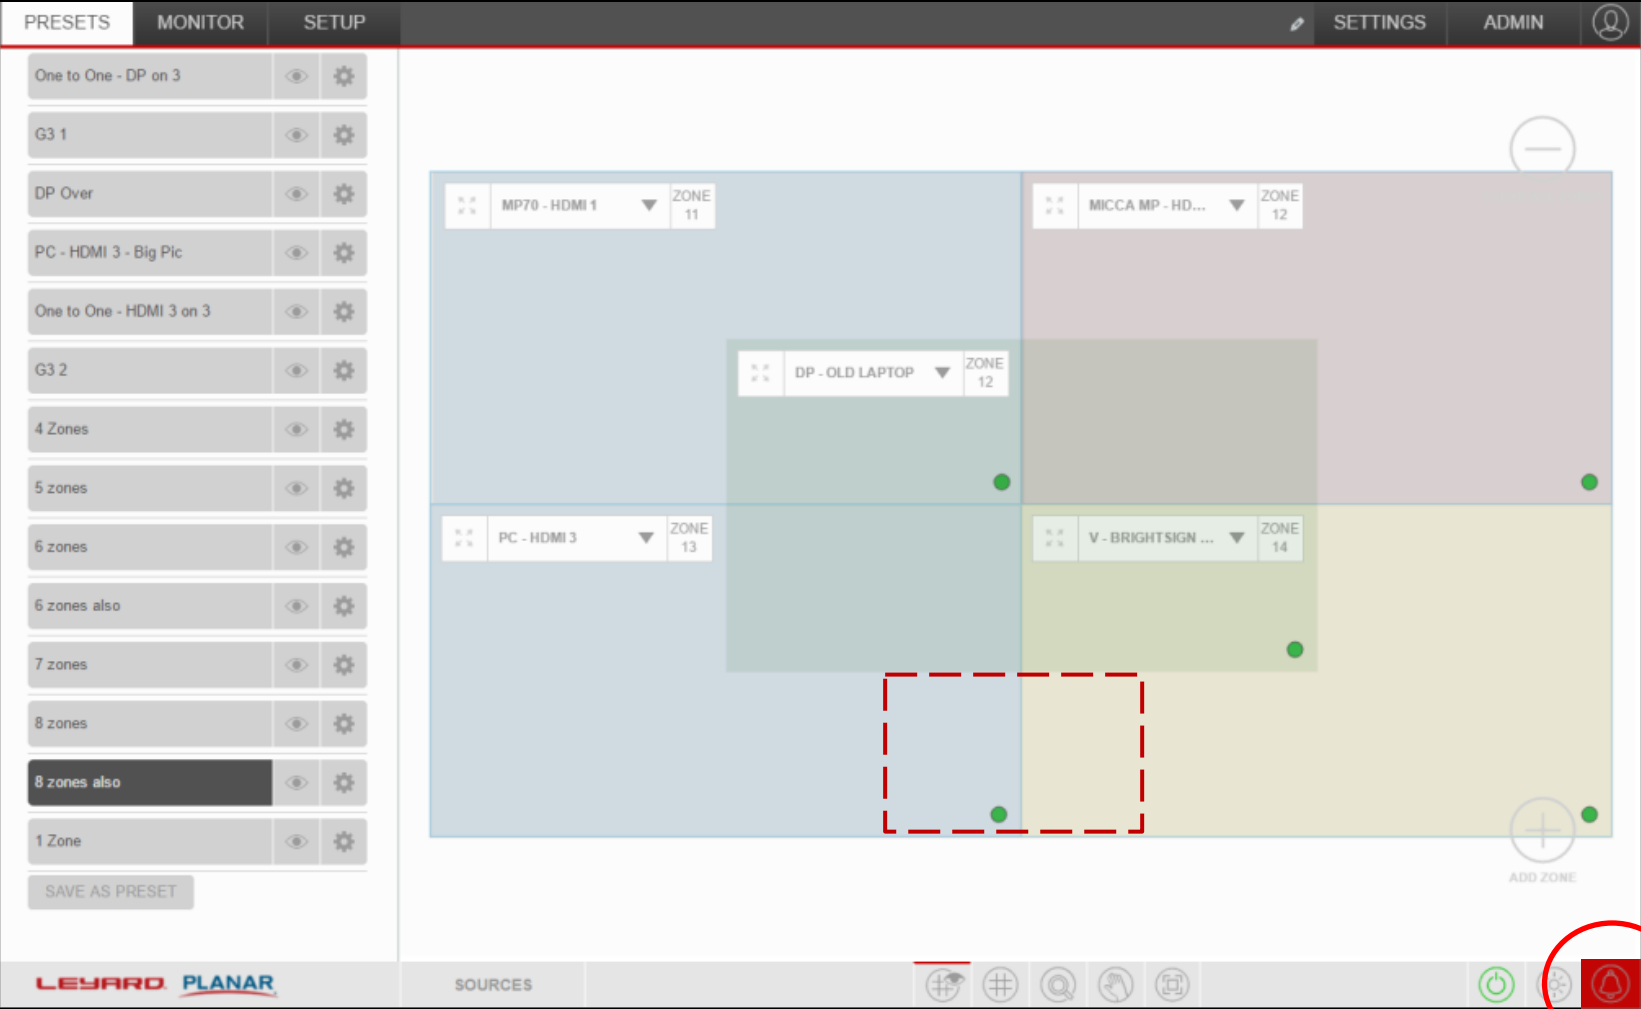 PRESETS MONITOR SETUP SETTINGS ADMIN
One to One - DP on 3
G3 1
DP Over
PC - HDMI 3 - Big Pic
One to One - HDMI 3 on 3
G3 2
4 Zones
5 zones
6 zones
6 zones also
7 zones
8 zones
8 zones also
1 Zone
SAVE AS PRESET
MP70 - HDMI 1 ZONE 11
MICCA MP - HD... ZONE 12
DP - OLD LAPTOP ZONE 12
PC - HDMI 3 ZONE 13
V - BRIGHTSIGN ... ZONE 14
ADD ZONE
LEYARD PLANAR SOURCES